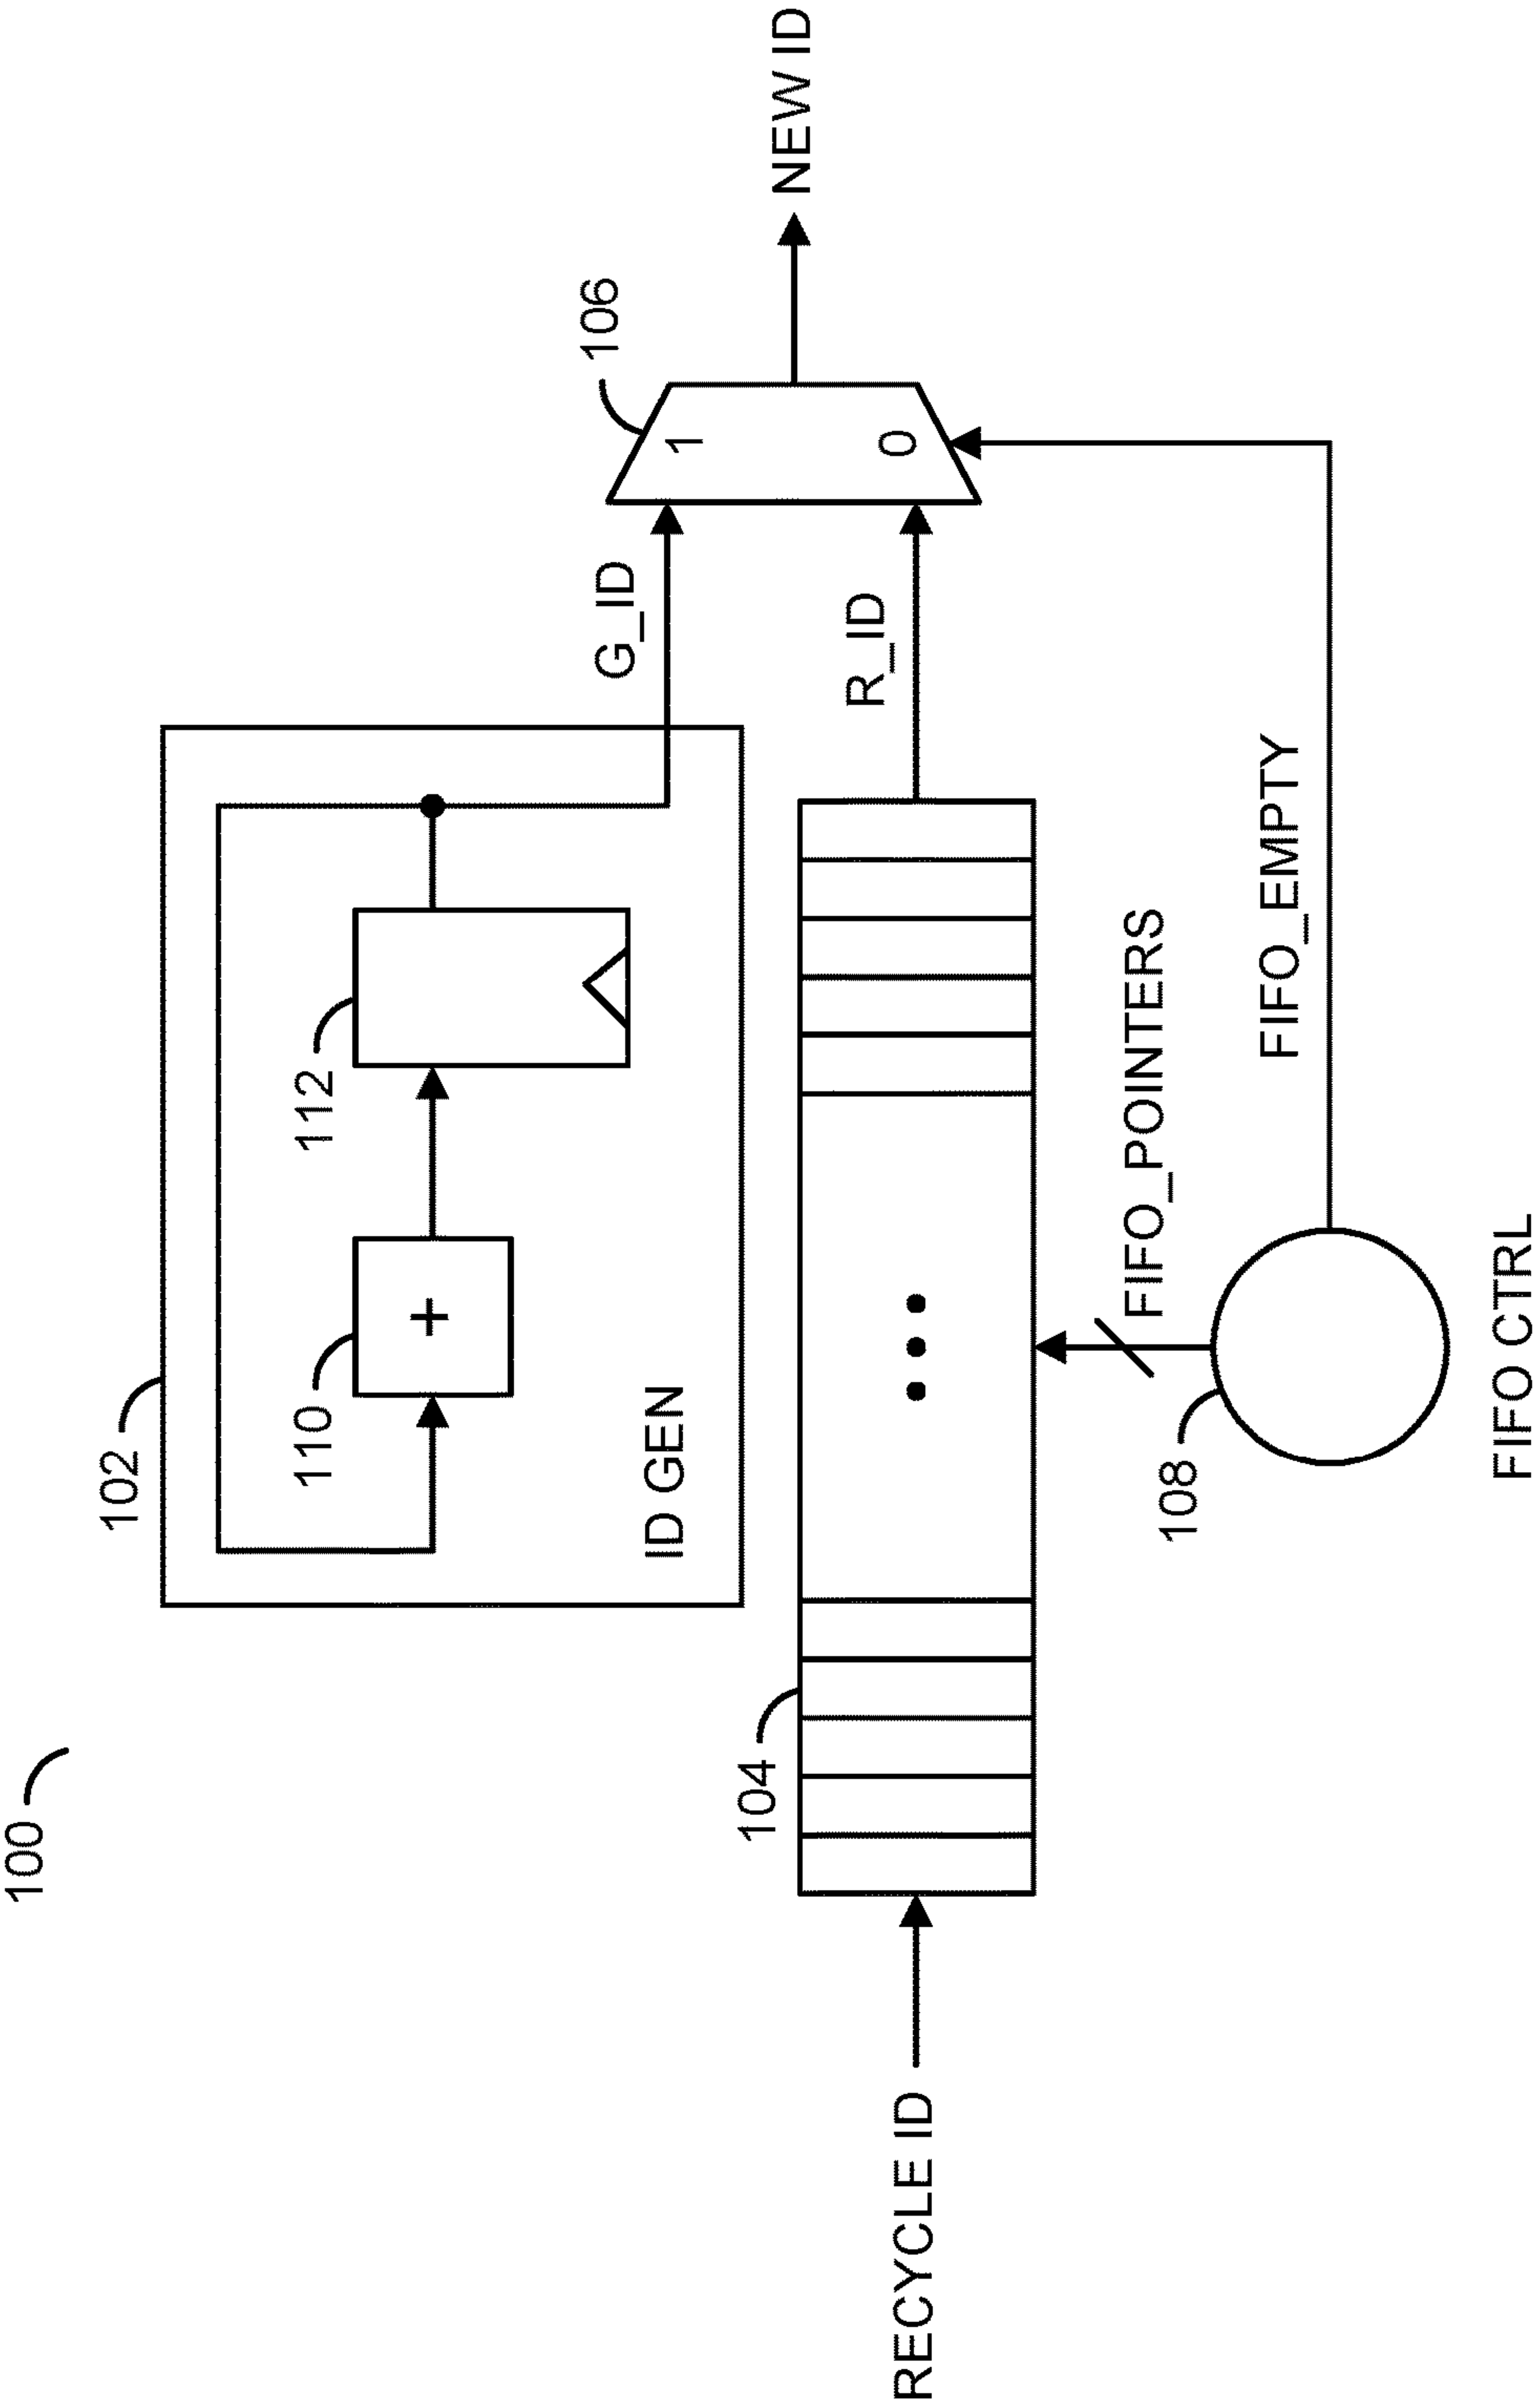 100
102
110
+
112
ID GEN
G_ID
106
1
0
NEW ID
104
RECYCLE ID
R_ID
FIFO_POINTERS
FIFO_EMPTY
108
FIFO CTRL